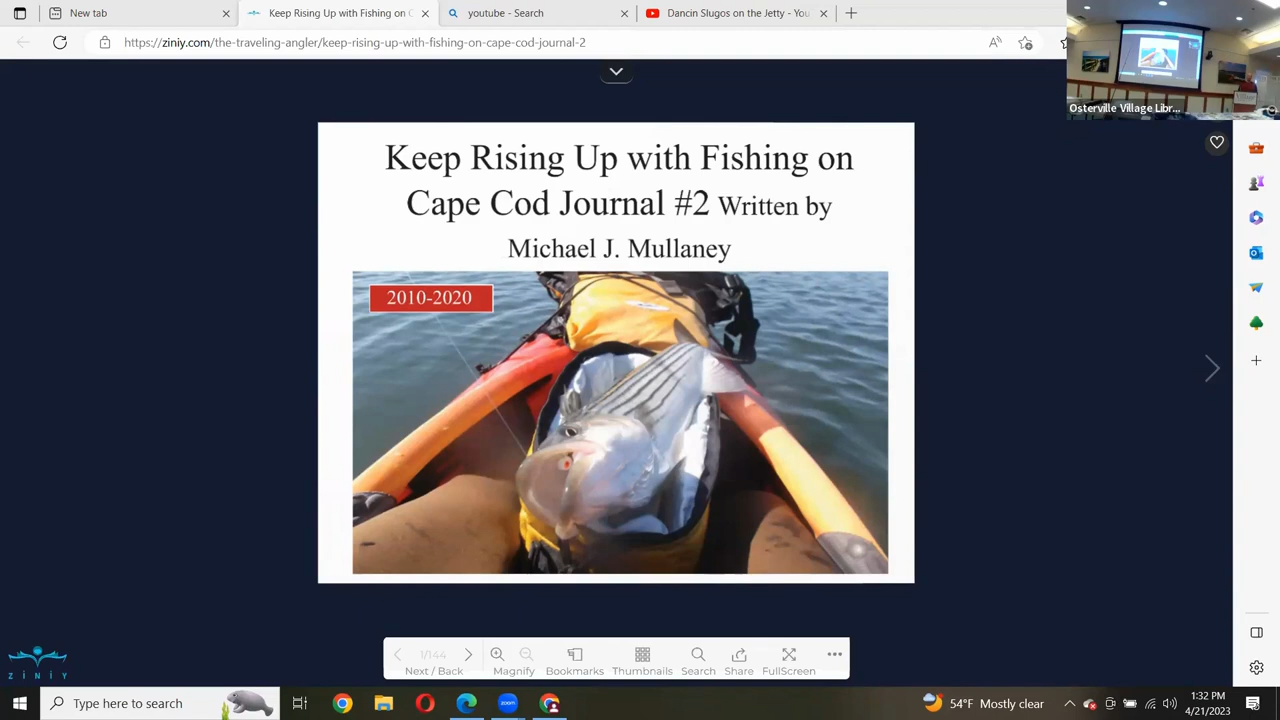 New tab
Keep Rising Up with Fishing on C
youtube - Search
Dancin Slugos on the Jetty - You
https://ziniy.com/the-traveling-angler/keep-rising-up-with-fishing-on-cape-cod-journal-2
Osterville Village Libr...
Keep Rising Up with Fishing on
Cape Cod Journal #2 Written by
Michael J. Mullaney
2010-2020
1/144
Next / Back
Magnify
Bookmarks
Thumbnails
Search
Share
FullScreen
ZINIY
Type here to search
zoom
54°F Mostly clear
1:32 PM
4/21/2023